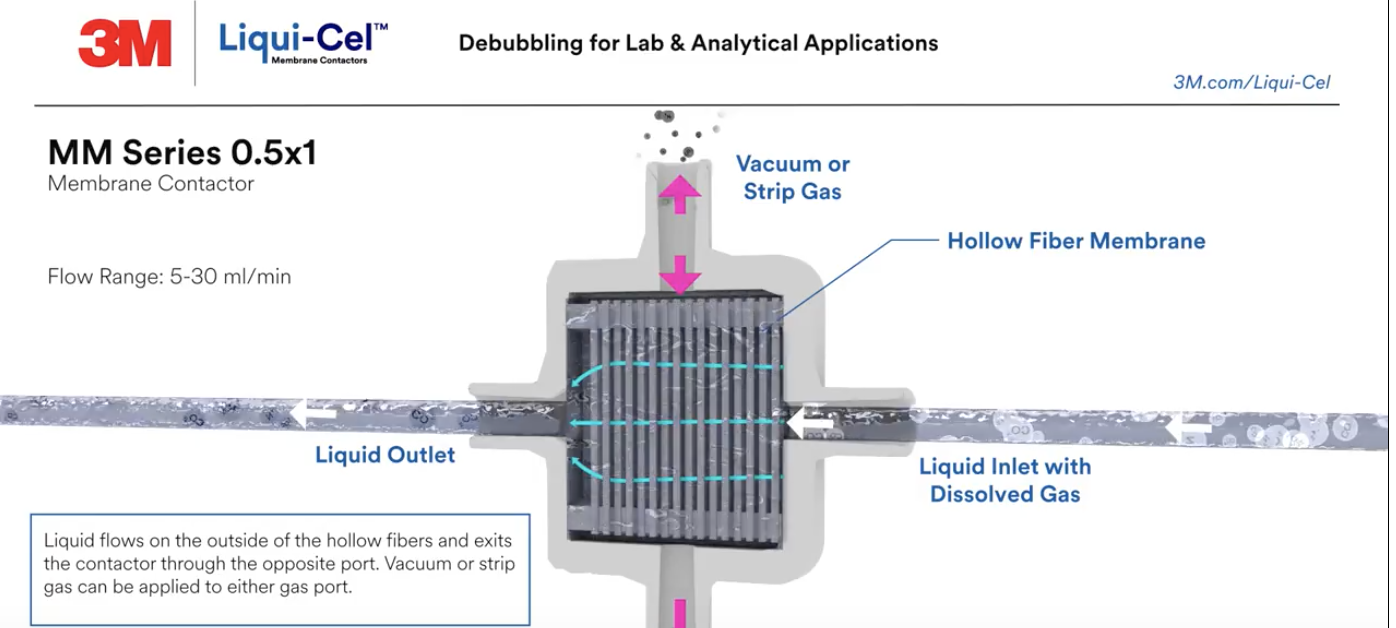 3M
Liqui-Cel™
Membrane Contactors
Debubbling for Lab & Analytical Applications
3M.com/Liqui-Cel
MM Series 0.5x1
Membrane Contactor
Flow Range: 5-30 ml/min
Vacuum or
Strip Gas
Hollow Fiber Membrane
Liquid Outlet
Liquid Inlet with
Dissolved Gas
Liquid flows on the outside of the hollow fibers and exits
the contactor through the opposite port. Vacuum or strip
gas can be applied to either gas port.